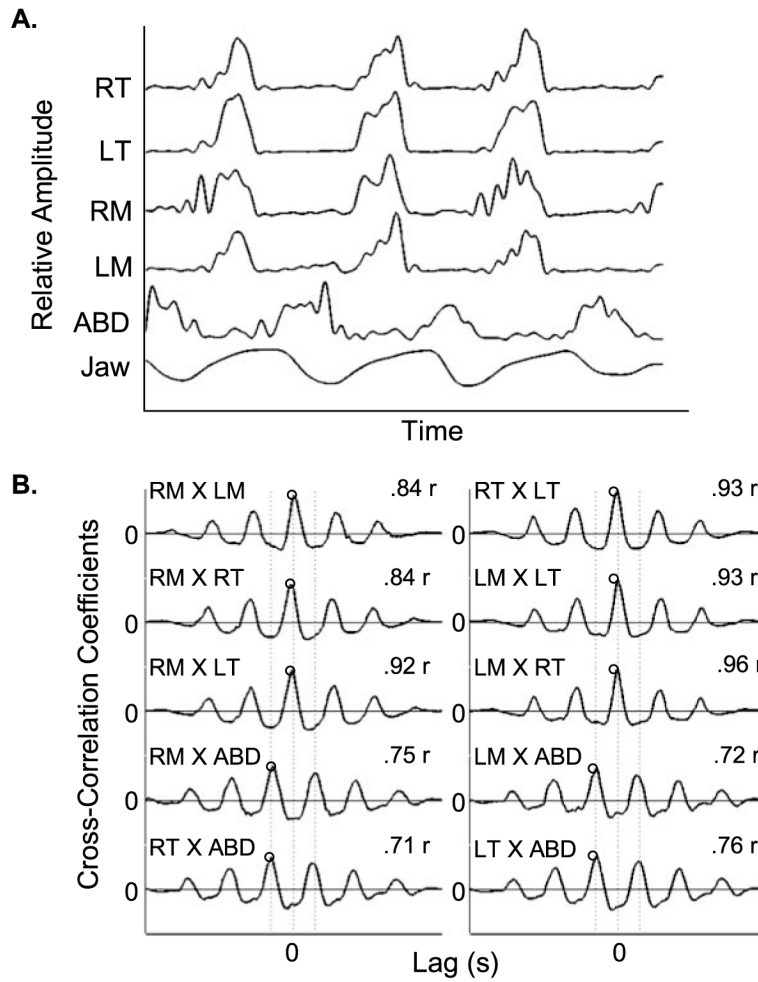 A.
RT
LT
RM
LM
ABD
Jaw
Relative Amplitude
Time
B.
RM X LM .84 r
0
RM X RT .84 r
0
RM X LT .92 r
0
RM X ABD .75 r
0
RT X ABD .71 r
0
RT X LT .93 r
0
LM X LT .93 r
0
LM X RT .96 r
0
LM X ABD .72 r
0
LT X ABD .76 r
0
Cross-Correlation Coefficients
0 0
Lag (s)